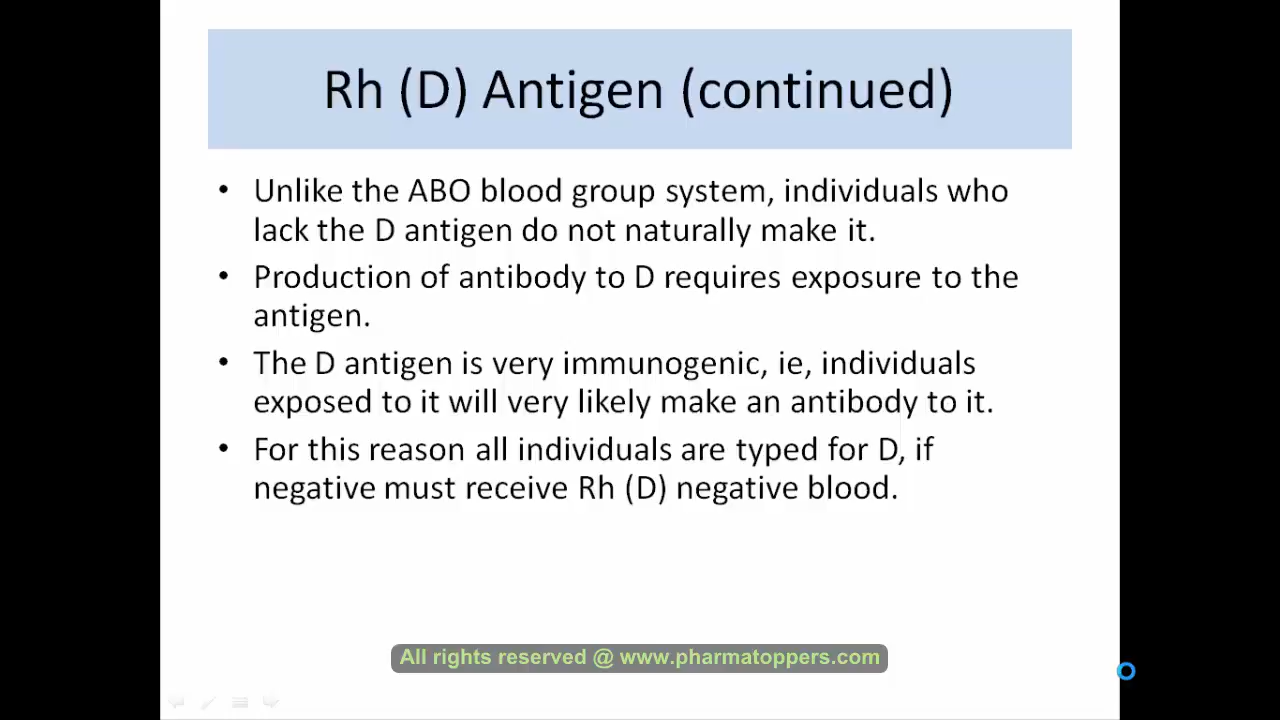 Rh (D) Antigen (continued)
• Unlike the ABO blood group system, individuals who
lack the D antigen do not naturally make it.
• Production of antibody to D requires exposure to the
antigen.
• The D antigen is very immunogenic, ie, individuals
exposed to it will very likely make an antibody to it.
• For this reason all individuals are typed for D, if
negative must receive Rh (D) negative blood.
All rights reserved @ www.pharmatoppers.com